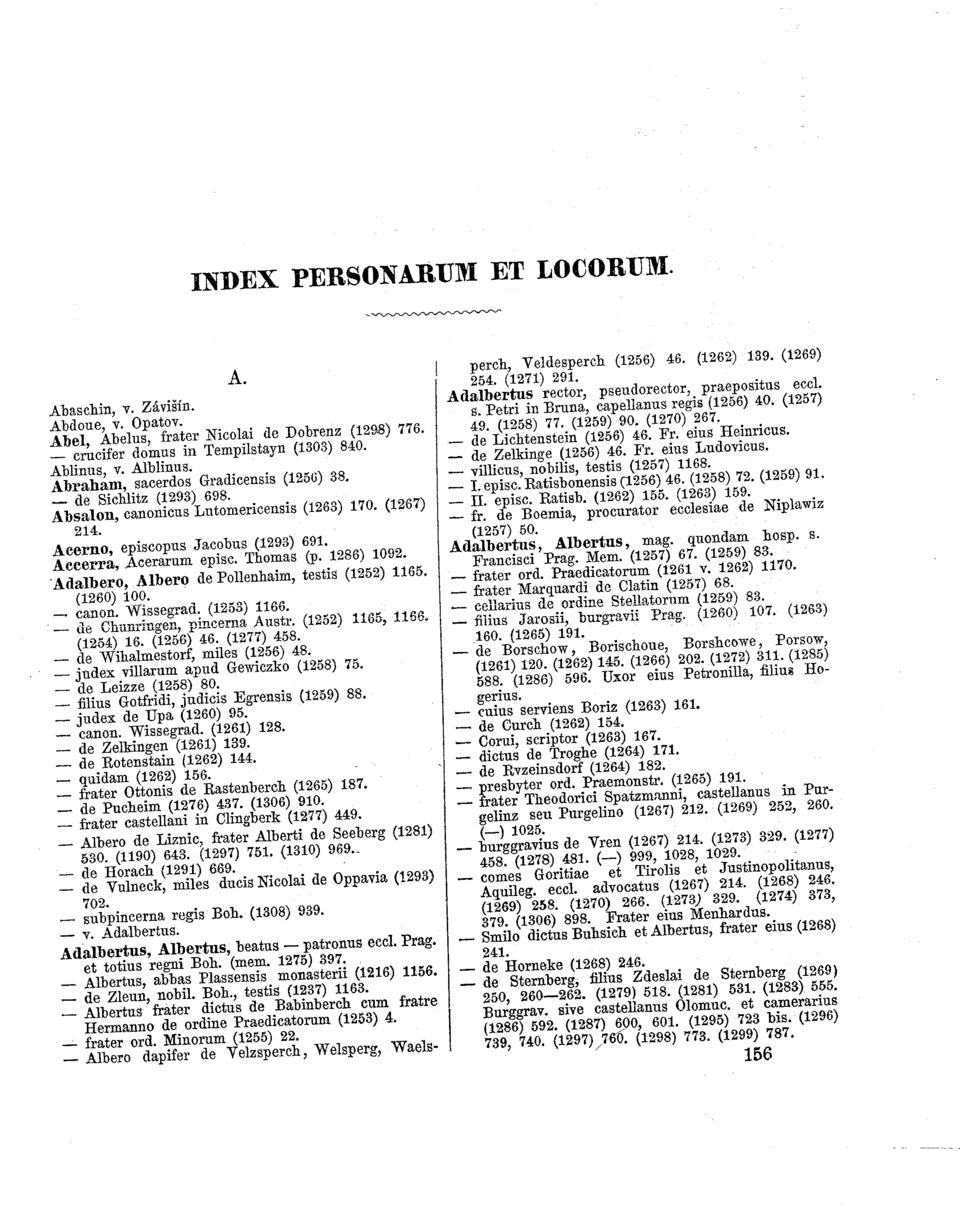 INDEX PERSONARUM ET LOCORUM.
A.
Abaschin, v. Závišín.
Abdoue, v. Opatov.
Abel, Abelus, frater Nicolai de Dobrenz (1298) 776.
— crucifer domus in Tempilstayn (1303) 840.
Ablinus, v. Alblinus.
Abraham, sacerdos Gradicensis (1256) 38.
— de Sichlitz (1293) 698.
Absalon, canonicus Lutomericensis (1263) 170. (1267)
214.
Acerno, episcopus Jacobus (1293) 691.
Accerra, Acerarum episc. Thomas (p. 1286) 1092.
Adalbero, Albero de Pollenhaim, testis (1252) 1165.
(1260) 100.
— canon. Wissegrad. (1253) 1166.
— de Chunringen, pincerna Austr. (1252) 1165, 1166.
(1254) 16. (1256) 46. (1277) 458.
— de Wihalmestorf, miles (1256) 48.
— judex villarum apud Gewiczko (1258) 75.
— de Leizze (1258) 80.
— filius Gotfridi, judicis Egrensis (1259) 88.
— judex de Upa (1260) 95.
— canon. Wissegrad. (1261) 128.
— de Zelkingen (1261) 139.
— de Rotenstain (1262) 144.
— quidam (1262) 156.
— frater Ottonis de Rastenberch (1265) 187.
— de Pucheim (1276) 437. (1306) 910.
— frater castellani in Clingberk (1277) 449.
— Albero de Liznic, frater Alberti de Seeberg (1281)
530. (1190) 643. (1297) 751. (1310) 969.
— de Horach (1291) 669.
— de Vulneck, miles ducis Nicolai de Oppavia (1293)
702.
— subpincerna regis Boh. (1308) 939.
— v. Adalbertus.
Adalbertus, Albertus, beatus — patronus eccl. Prag.
et totius regni Boh. (mem. 1275) 397.
— Albertus, abbas Plassensis monasterii (1216) 1156.
— de Zleun, nobil. Boh., testis (1237) 1163.
— Albertus frater dictus de Babinberch cum fratre
Hermanno de ordine Praedicatorum (1253) 4.
— frater ord. Minorum (1255) 22.
— Albero dapifer de Velzsperch, Welsperg, Waels-
perch, Veldesperch (1256) 46. (1262) 139. (1269)
254. (1271) 291.
Adalbertus rector, pseudorector, praepositus eccl.
s. Petri in Bruna, capellanus regis (1256) 40. (1257)
49. (1258) 77. (1259) 90. (1270) 267.
— de Lichtenstein (1256) 46. Fr. eius Heinricus.
— de Zelkinge (1256) 46. Fr. eius Ludovicus.
— villicus, nobilis, testis (1257) 1168.
— I. episc. Ratisbonensis (1256) 46. (1258) 72. (1259) 91.
— II. episc. Ratisb. (1262) 155. (1263) 159.
— fr. de Boemia, procurator ecclesiae de Niplawiz
(1257) 50.
Adalbertus, Albertus, mag. quondam hosp. s.
Francisci Prag. Mem. (1257) 67. (1259) 83.
— frater ord. Praedicatorum (1261 v. 1262) 1170.
— frater Marquardi de Clatin (1257) 68.
— cellarius de ordine Stellatorum (1259) 83.
— filius Jarosii, burgravii Prag. (1260) 107. (1263)
160. (1265) 191.
— de Borschow, Borischoue, Borshcowe, Porsow,
(1261) 120. (1262) 145. (1266) 202. (1272) 311. (1285)
588. (1286) 596. Uxor eius Petronilla, filius Ho-
gerius.
— cuius serviens Boriz (1263) 161.
— de Curch (1262) 154.
— Corui, scriptor (1263) 167.
— dictus de Troghe (1264) 171.
— de Rvzeinsdorf (1264) 182.
— presbyter ord. Praemonstr. (1265) 191.
— frater Theodorici Spatzmanni, castellanus in Pur-
gelinz seu Purgelino (1267) 212. (1269) 252, 260.
(—) 1025.
— burggravius de Vren (1267) 214. (1273) 329. (1277)
458. (1278) 481. (—) 999, 1028, 1029.
— comes Goritiae et Tirolis et Justinopolitanus,
Aquileg. eccl. advocatus (1267) 214. (1268) 246.
(1269) 258. (1270) 266. (1273) 329. (1274) 373,
379. (1306) 898. Frater eius Menhardus.
— Smilo dictus Buhsich et Albertus, frater eius (1268)
241.
— de Horneke (1268) 246.
— de Sternberg, filius Zdeslai de Sternberg (1269)
250, 260—262. (1279) 518. (1281) 531. (1283) 555.
Burggrav. sive castellanus Olomuc. et camerarius
(1286) 592. (1287) 600, 601. (1295) 723 bis. (1296)
739, 740. (1297) 760. (1298) 773. (1299) 787.
156